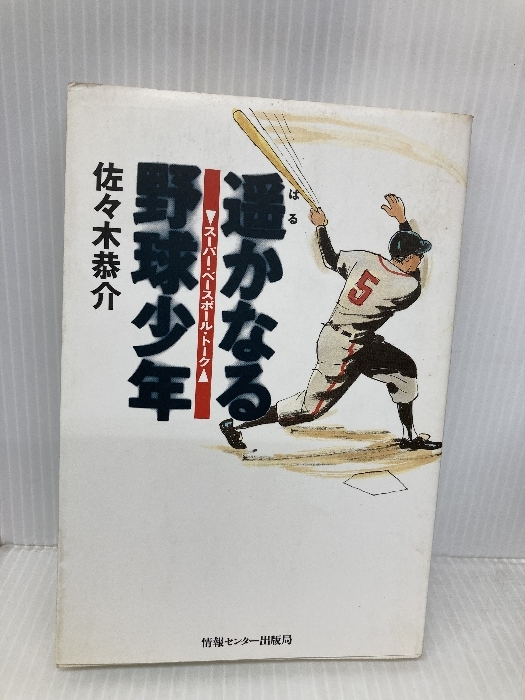 遥かなる
はる
▼スーパー・ベースボール・トーク▲
野球少年
佐々木恭介
5
情報センター出版局